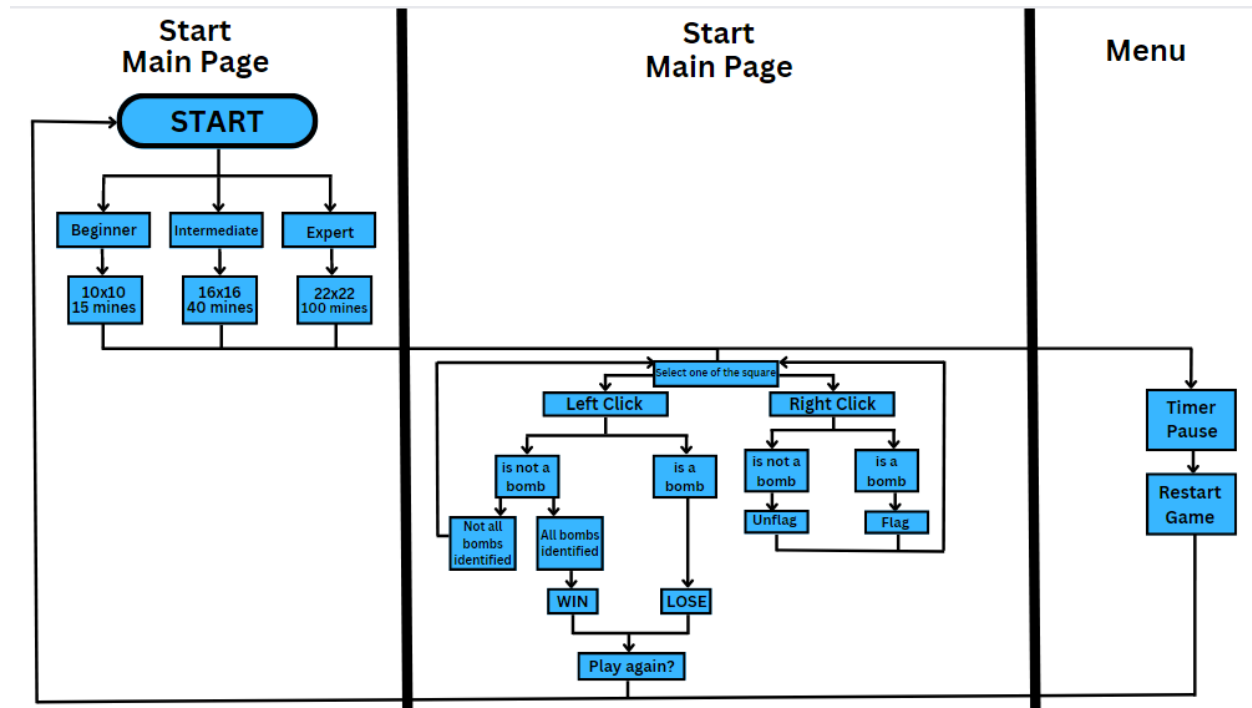 Start
Main Page
START
Beginner
Intermediate
Expert
10x10
15 mines
16x16
40 mines
22x22
100 mines
Start
Main Page
Select one of the square
Left Click
Right Click
is not a
bomb
is a
bomb
is not a
bomb
is a
bomb
Not all
bombs
identified
All bombs
identified
Unflag
Flag
WIN
LOSE
Play again?
Menu
Timer
Pause
Restart
Game